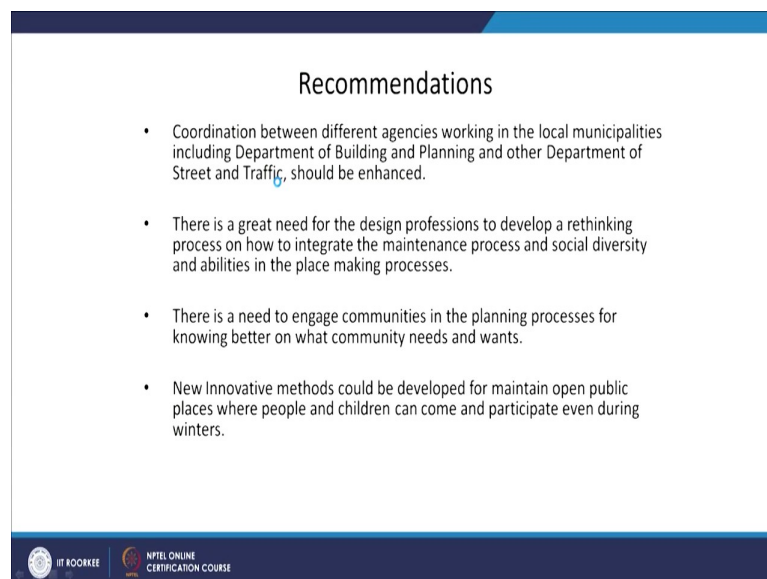 Recommendations
• Coordination between different agencies working in the local municipalities
including Department of Building and Planning and other Department of
Street and Traffic, should be enhanced.
• There is a great need for the design professions to develop a rethinking
process on how to integrate the maintenance process and social diversity
and abilities in the place making processes.
• There is a need to engage communities in the planning processes for
knowing better on what community needs and wants.
• New Innovative methods could be developed for maintain open public
places where people and children can come and participate even during
winters.
IIT ROORKEE
NPTEL ONLINE
CERTIFICATION COURSE